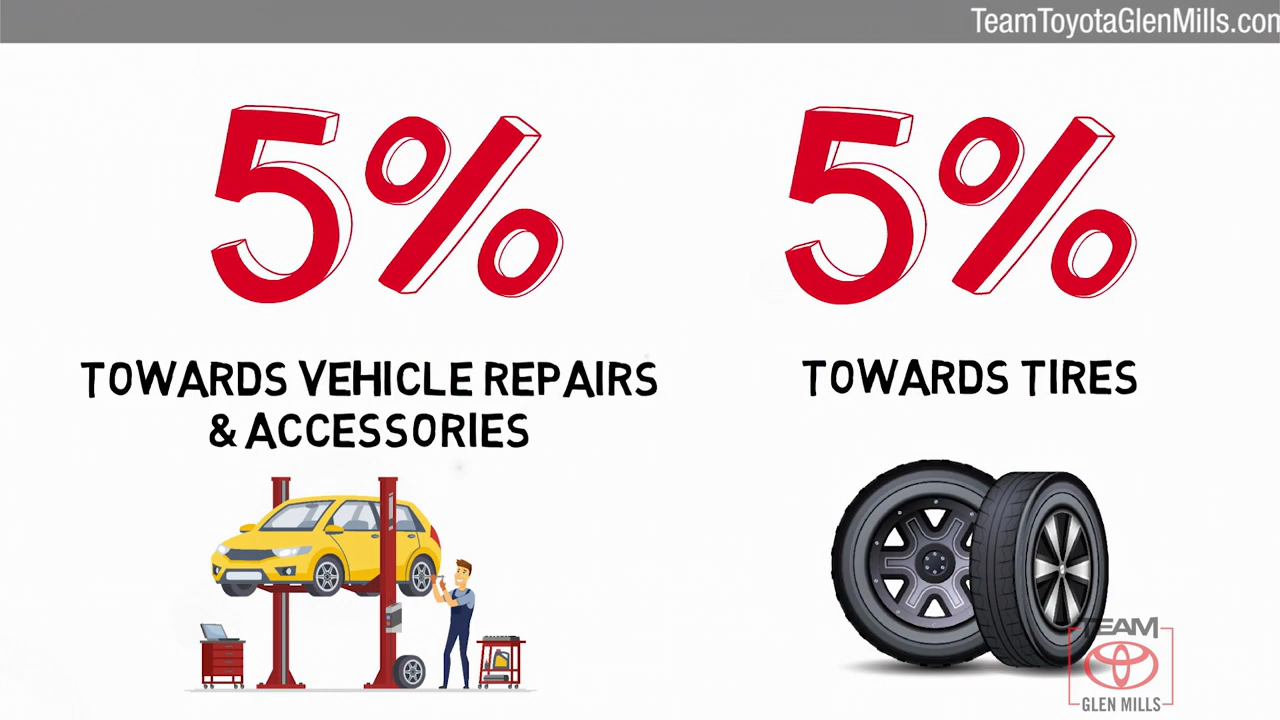 TeamToyotaGlenMills.com
5%
TOWARDS VEHICLE REPAIRS
& ACCESSORIES
5%
TOWARDS TIRES
TEAM
GLEN MILLS